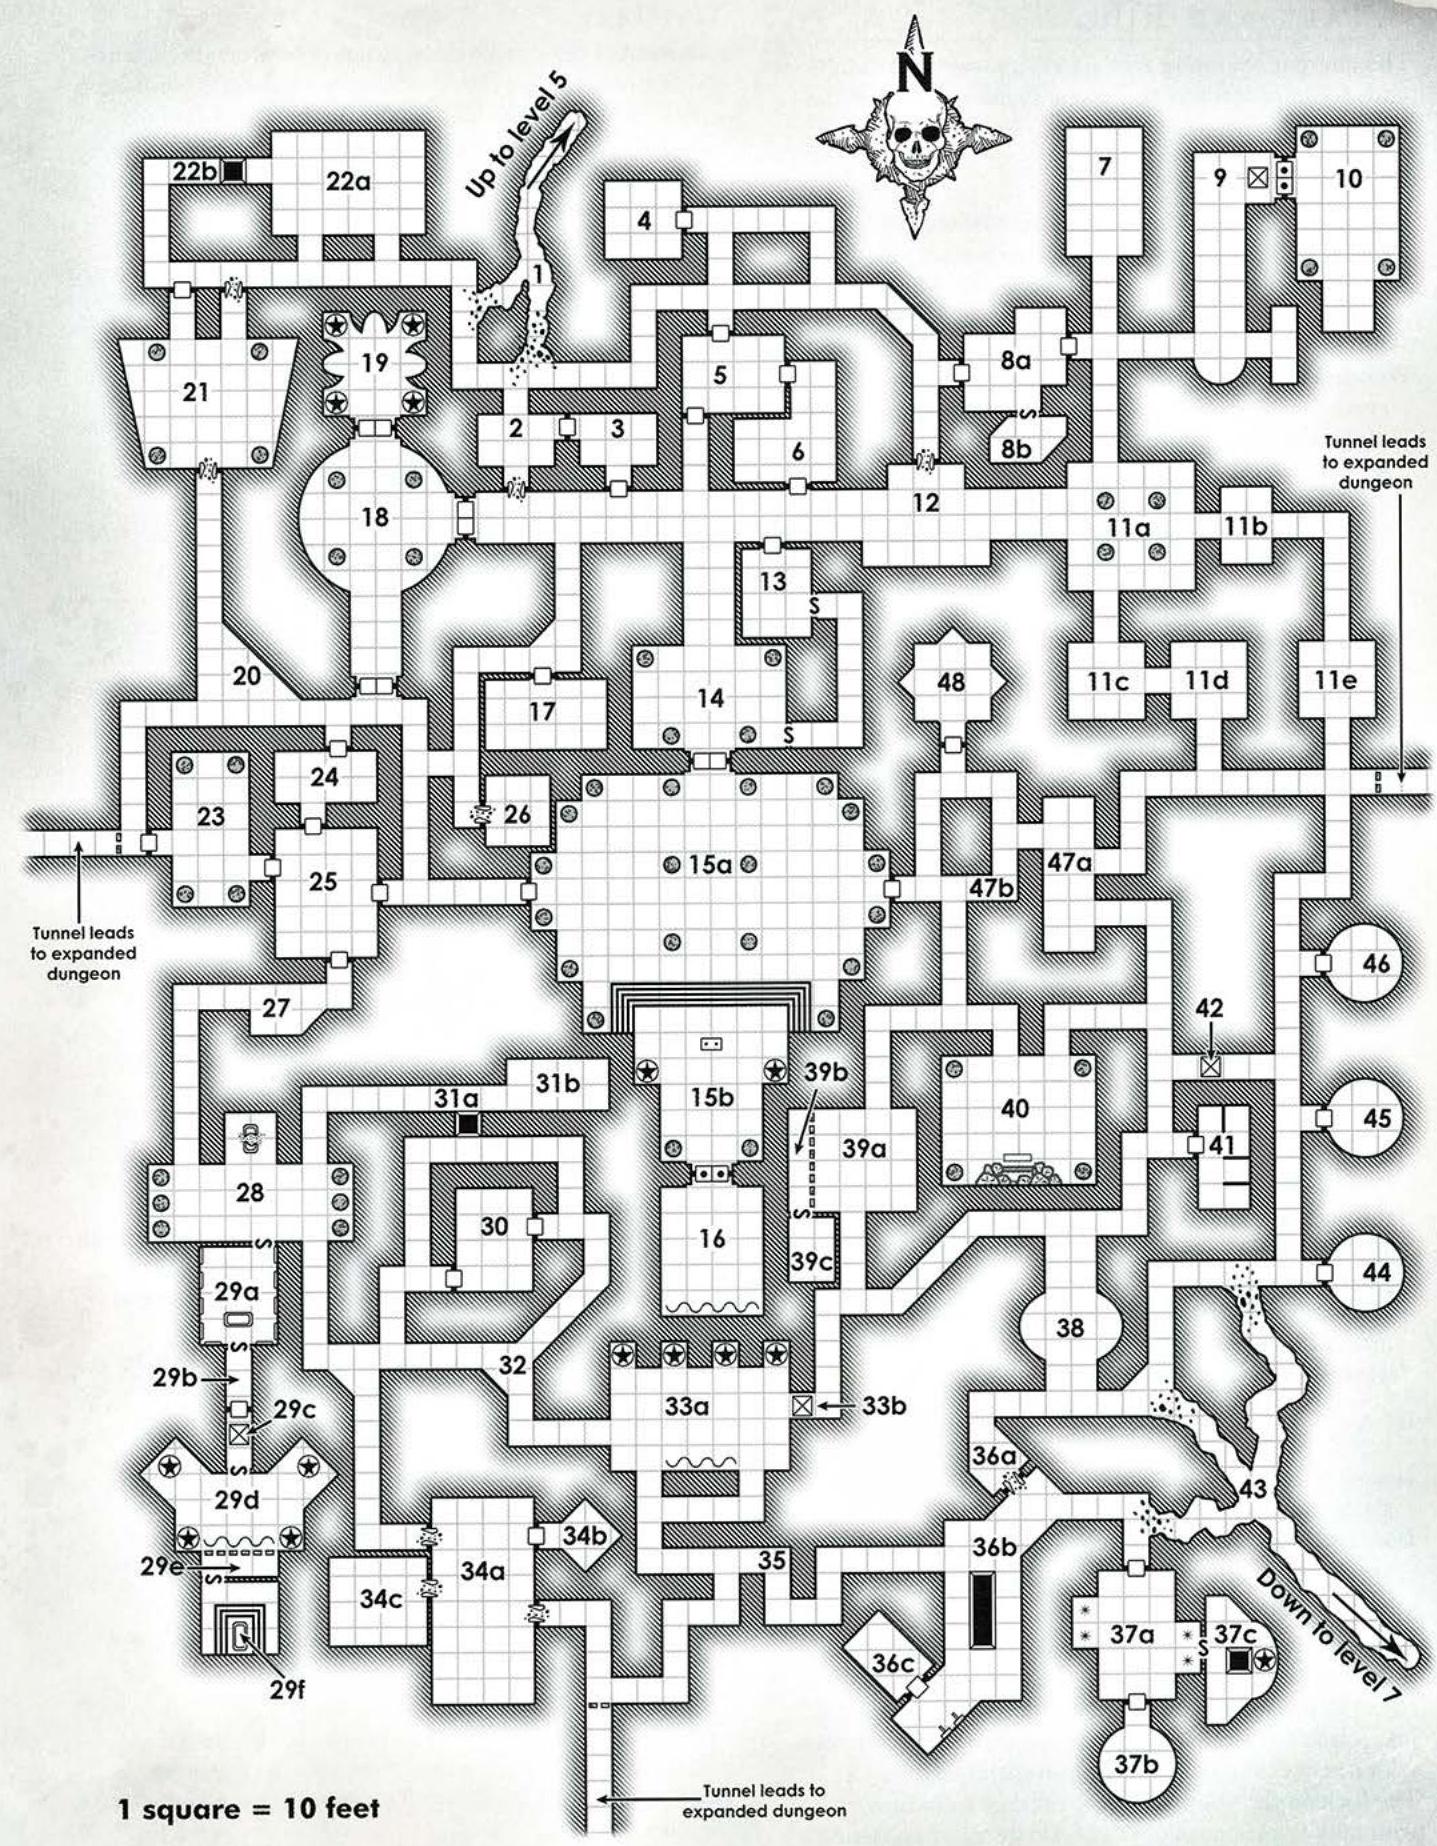 N
Up to level 5
22b
22a
4
7
9
10
1
19
5
8a
21
2
3
8b
6
Tunnel leads
to expanded
dungeon
18
12
11a
11b
13
S
S
20
48
11c
11d
11e
17
14
S
24
23
26
25
15a
47a
47b
Tunnel leads
to expanded
dungeon
46
27
42
31b
39b
31a
15b
40
45
39a
41
28
S
S
30
16
39c
29a
44
38
S
32
29b
33a
33b
29c
36a
S
29d
43
34b
36b
35
29e
34a
S
34c
37a
S
37c
36c
Down to level 7
29f
37b
1 square = 10 feet
Tunnel leads to
expanded dungeon